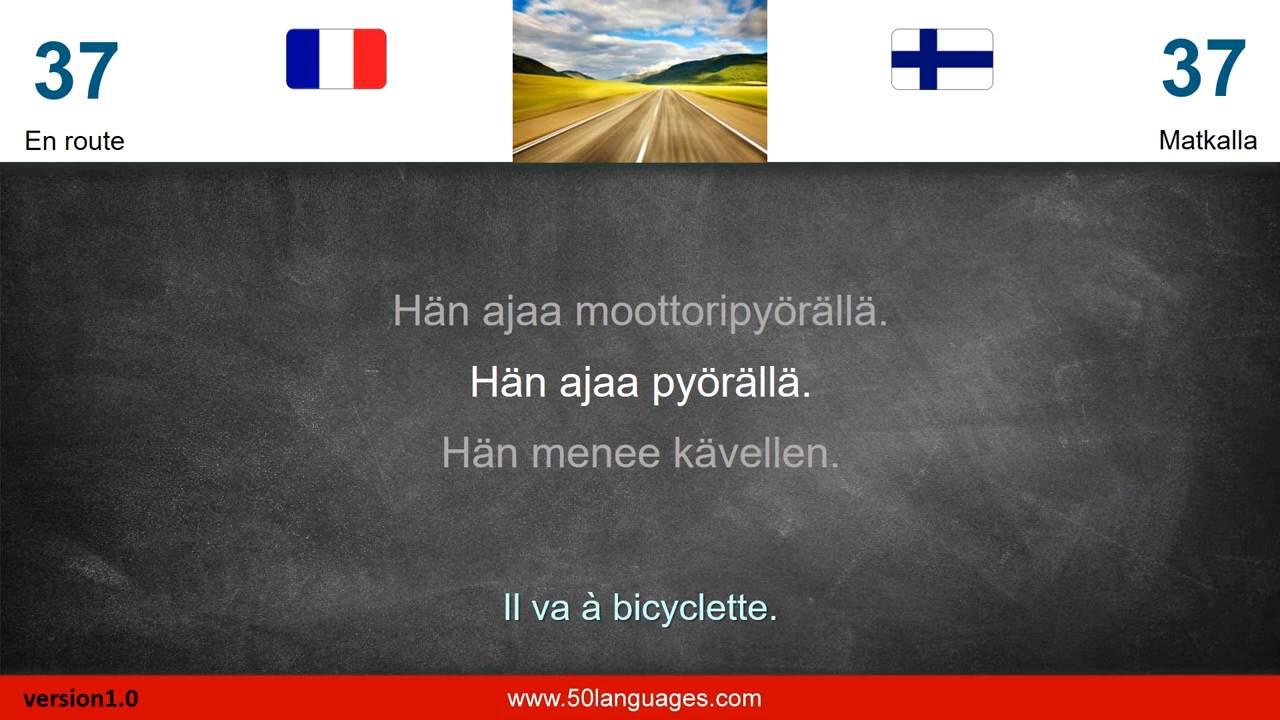 37
37
En route
Matkalla
Hän ajaa moottoripyörällä.
Hän ajaa pyörällä.
Hän menee kävellen.
Il va à bicyclette.
version1.0
www.50languages.com